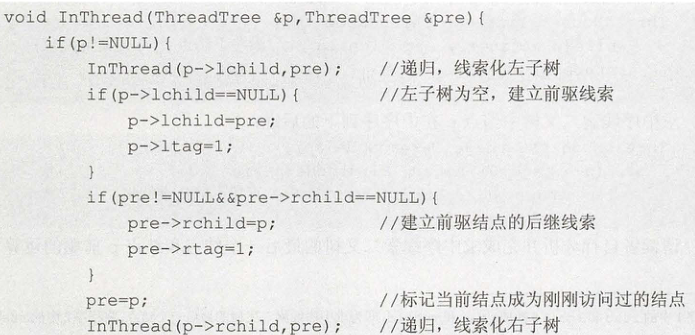 void InThread(ThreadTree &p,ThreadTree &pre){
    if(p!=NULL){
        InThread(p->lchild,pre);    //递归，线索化左子树
        if(p->lchild==NULL){        //左子树为空，建立前驱线索
            p->lchild=pre;
            p->ltag=1;
        }
        if(pre!=NULL&&pre->rchild==NULL){
            pre->rchild=p;          //建立前驱结点的后继线索
            pre->rtag=1;
        }
        pre=p;                      //标记当前结点成为刚刚访问过的结点
        InThread(p->rchild,pre);    //递归，线索化右子树